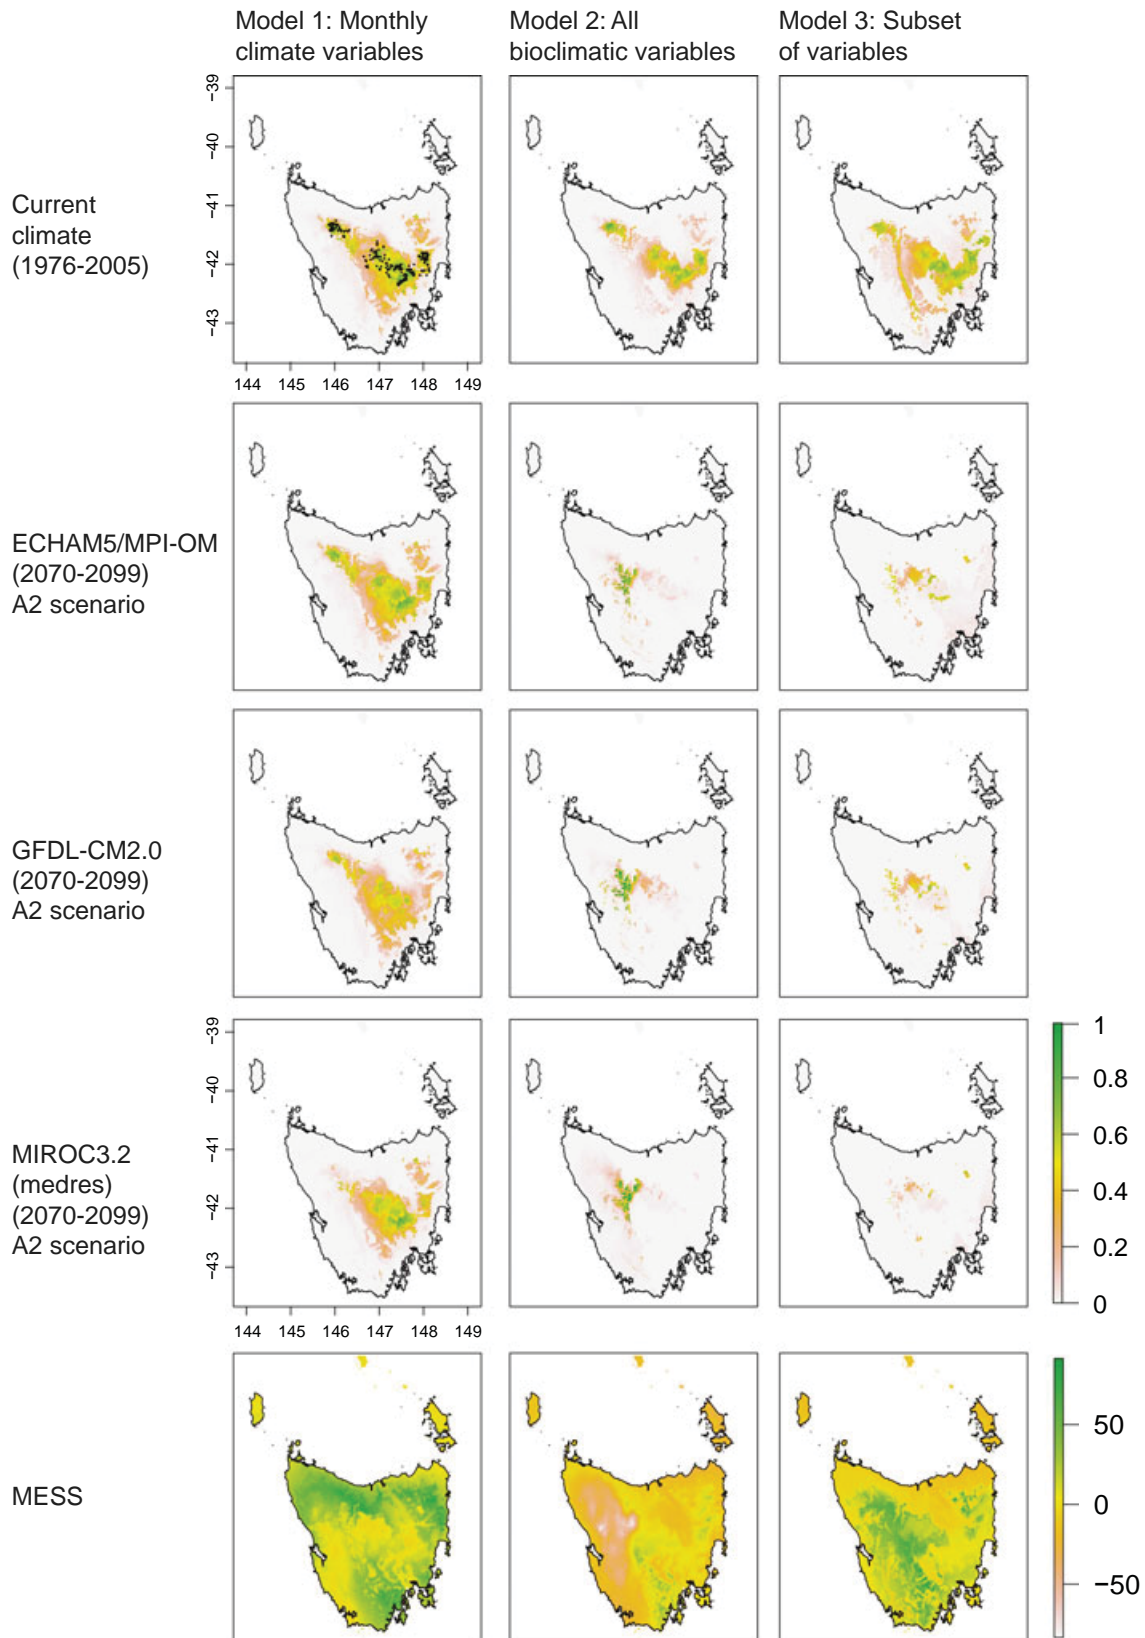 Model 1: Monthly
climate variables
Model 2: All
bioclimatic variables
Model 3: Subset
of variables
Current
climate
(1976-2005)
−39
−40
−41
−42
−43
144 145 146 147 148 149
ECHAM5/MPI-OM
(2070-2099)
A2 scenario
GFDL-CM2.0
(2070-2099)
A2 scenario
MIROC3.2
(medres)
(2070-2099)
A2 scenario
−39
−40
−41
−42
−43
144 145 146 147 148 149
1
0.8
0.6
0.4
0.2
0
MESS
50
0
−50